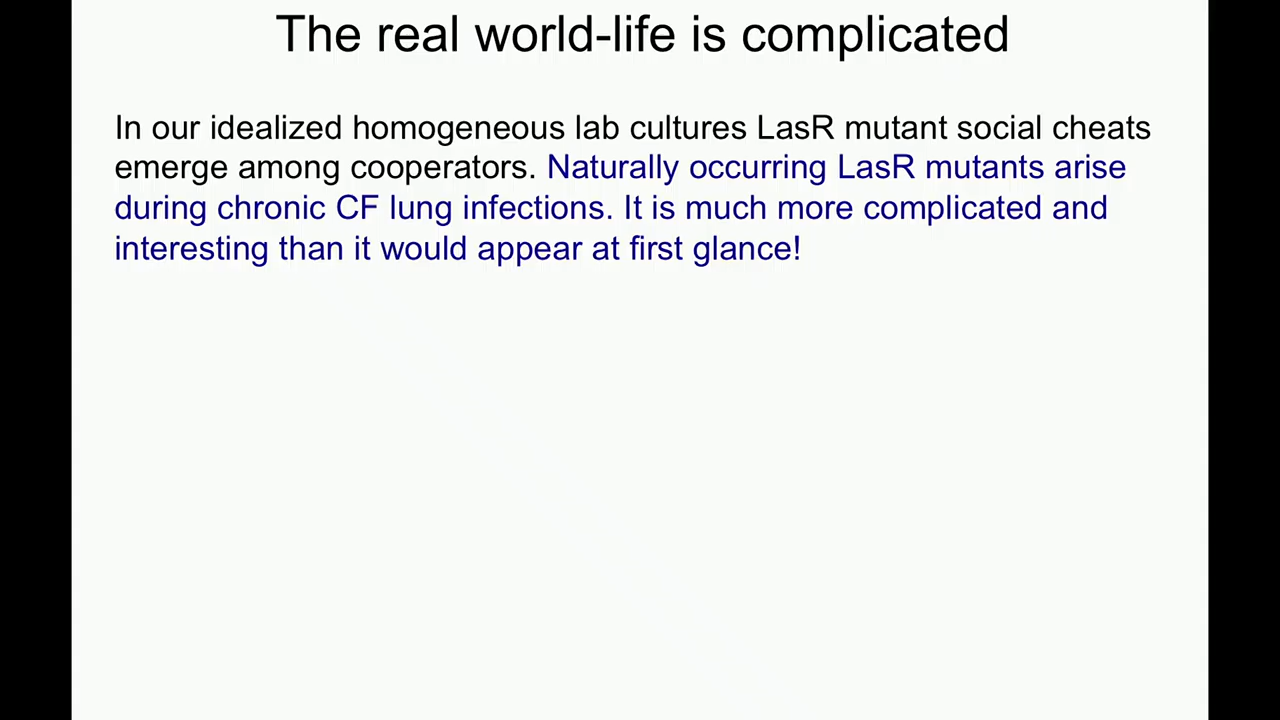 The real world-life is complicated
In our idealized homogeneous lab cultures LasR mutant social cheats
emerge among cooperators. Naturally occurring LasR mutants arise
during chronic CF lung infections. It is much more complicated and
interesting than it would appear at first glance!